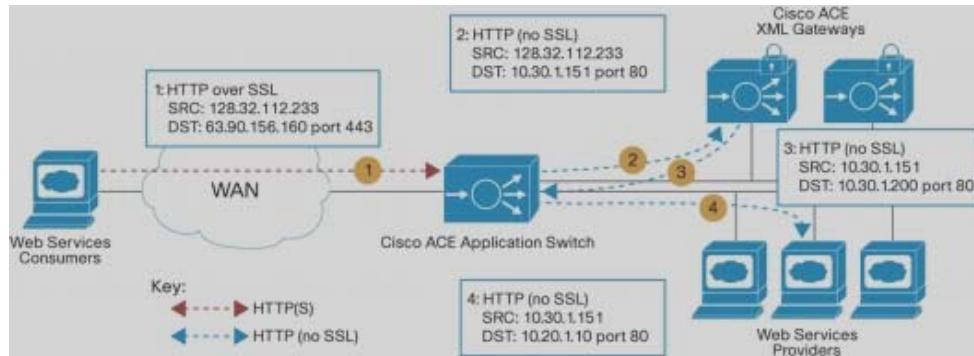 Cisco ACE
XML Gateways
2: HTTP (no SSL)
SRC: 128.32.112.233
DST: 10.30.1.151 port 80
1: HTTP over SSL
SRC: 128.32.112.233
DST: 63.90.156.160 port 443
1
2
3
3: HTTP (no SSL)
SRC: 10.30.1.151
DST: 10.30.1.200 port 80
WAN
4
Web Services
Consumers
Cisco ACE Application Switch
Key:
HTTP(S)
HTTP (no SSL)
4: HTTP (no SSL)
SRC: 10.30.1.151
DST: 10.20.1.10 port 80
Web Services
Providers